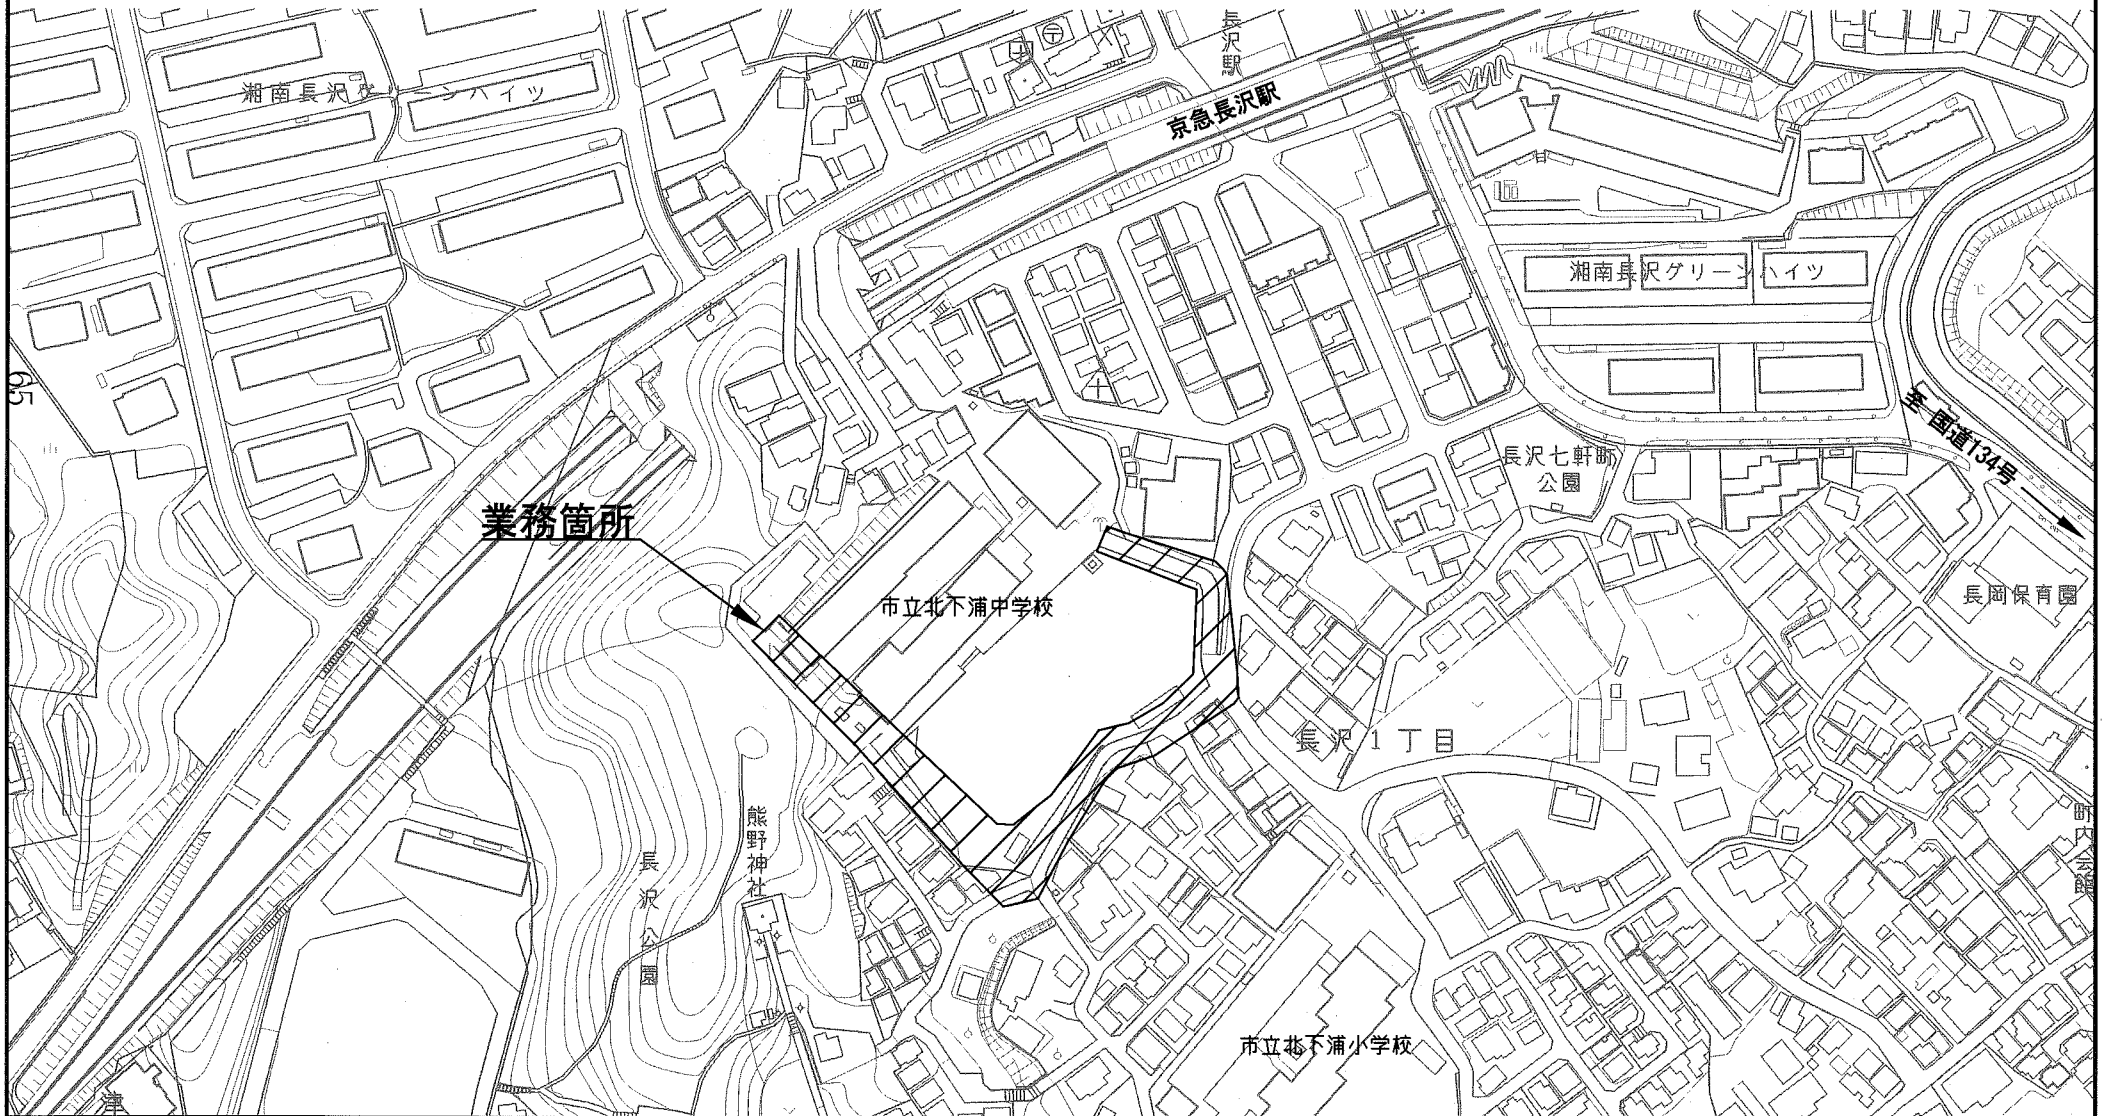 長沢駅
湘南長沢グリーンハイツ
京急長沢駅
湘南長沢グリーンハイツ
65
至 国道134号
長沢七軒町
公園
業務箇所
市立北下浦中学校
長岡保育園
長沢1丁目
熊野神社
長沢公園
町内会館
市立北下浦小学校
津